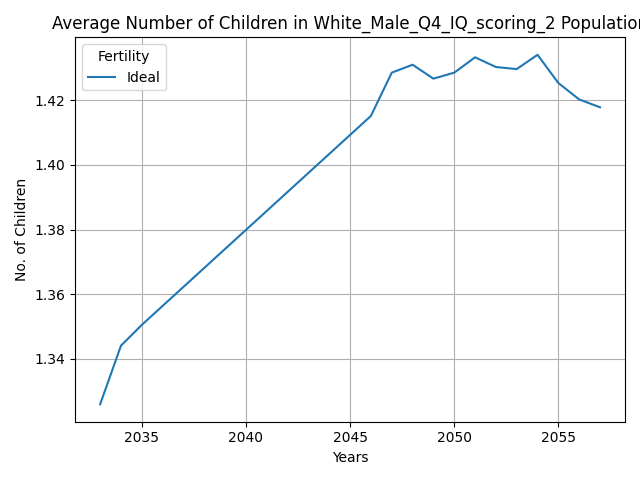 Average Number of Children in White_Male_Q4_IQ_scoring_2 Population
Fertility
Ideal
No. of Children
1.42
1.40
1.38
1.36
1.34
2035 2040 2045 2050 2055
Years